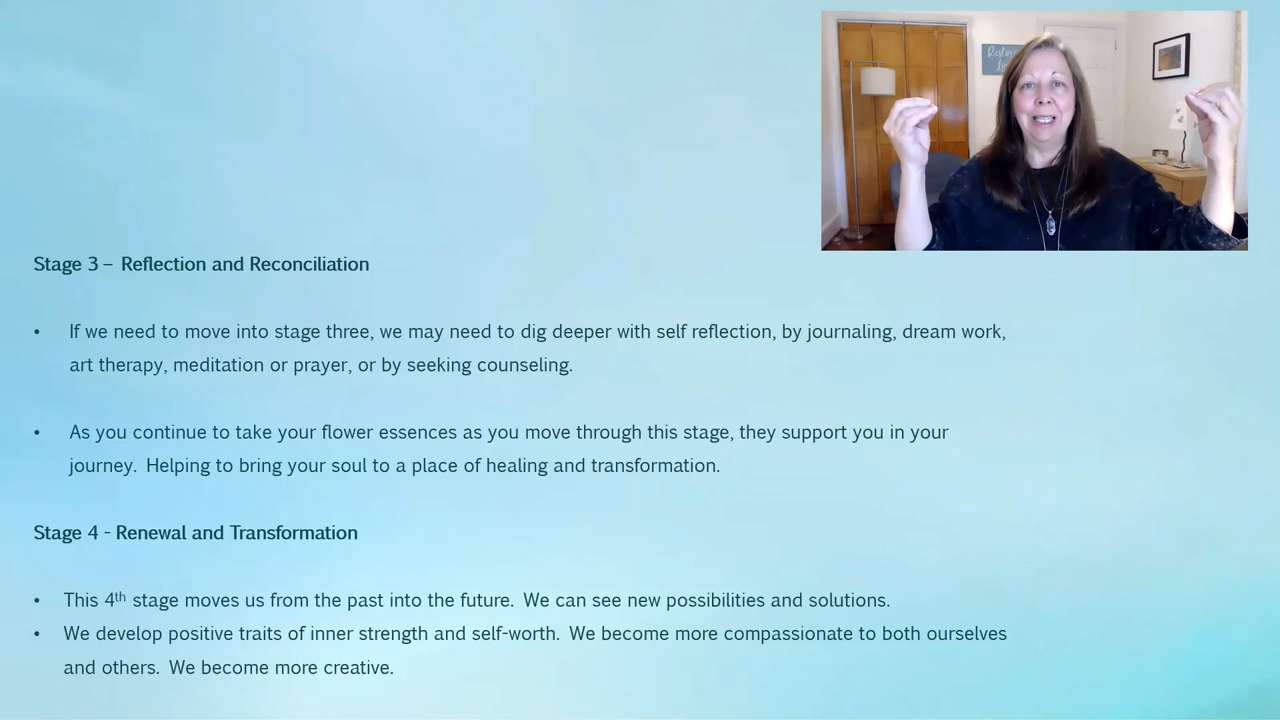 Stage 3 – Reflection and Reconciliation
• If we need to move into stage three, we may need to dig deeper with self reflection, by journaling, dream work,
art therapy, meditation or prayer, or by seeking counseling.
• As you continue to take your flower essences as you move through this stage, they support you in your
journey. Helping to bring your soul to a place of healing and transformation.
Stage 4 - Renewal and Transformation
• This 4th stage moves us from the past into the future. We can see new possibilities and solutions.
• We develop positive traits of inner strength and self-worth. We become more compassionate to both ourselves
and others. We become more creative.